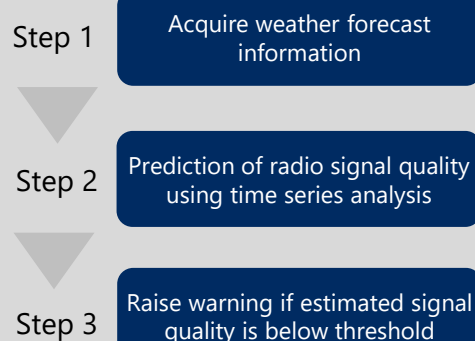 Step 1
Acquire weather forecast
information
Step 2
Prediction of radio signal quality
using time series analysis
Step 3
Raise warning if estimated signal
quality is below threshold